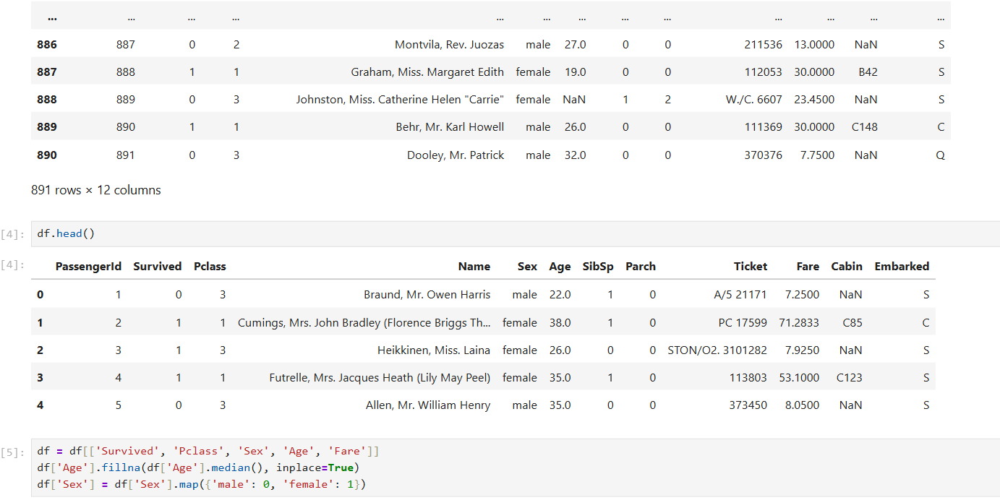 ... ... ... ... ... ... ... ... ... ... ... ... ...
886 887 0 2 Montvila, Rev. Juozas male 27.0 0 0 211536 13.0000 NaN S
887 888 1 1 Graham, Miss. Margaret Edith female 19.0 0 0 112053 30.0000 B42 S
888 889 0 3 Johnston, Miss. Catherine Helen "Carrie" female NaN 1 2 W./C. 6607 23.4500 NaN S
889 890 1 1 Behr, Mr. Karl Howell male 26.0 0 0 111369 30.0000 C148 C
890 891 0 3 Dooley, Mr. Patrick male 32.0 0 0 370376 7.7500 NaN Q
891 rows × 12 columns
[4]: df.head()
[4]: PassengerId Survived Pclass Name Sex Age SibSp Parch Ticket Fare Cabin Embarked
0 1 0 3 Braund, Mr. Owen Harris male 22.0 1 0 A/5 21171 7.2500 NaN S
1 2 1 1 Cumings, Mrs. John Bradley (Florence Briggs Th... female 38.0 1 0 PC 17599 71.2833 C85 C
2 3 1 3 Heikkinen, Miss. Laina female 26.0 0 0 STON/O2. 3101282 7.9250 NaN S
3 4 1 1 Futrelle, Mrs. Jacques Heath (Lily May Peel) female 35.0 1 0 113803 53.1000 C123 S
4 5 0 3 Allen, Mr. William Henry male 35.0 0 0 373450 8.0500 NaN S
[5]: df = df[['Survived', 'Pclass', 'Sex', 'Age', 'Fare']]
df['Age'].fillna(df['Age'].median(), inplace=True)
df['Sex'] = df['Sex'].map({'male': 0, 'female': 1})